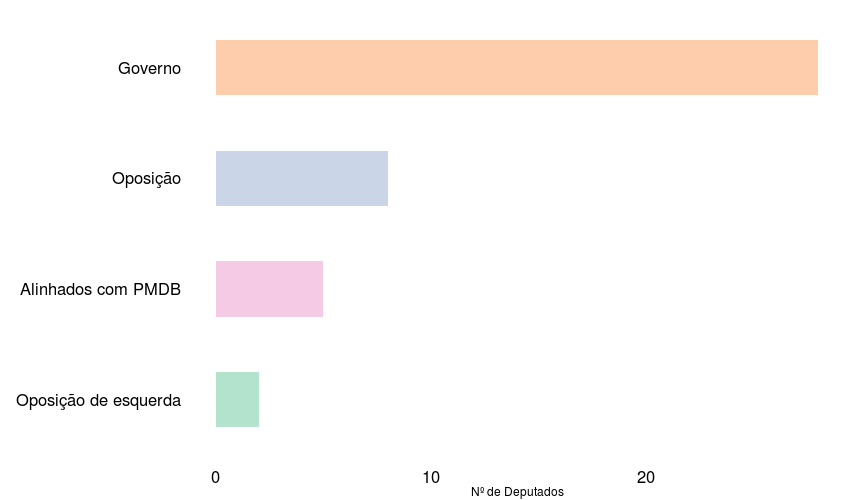 Governo
Oposição
Alinhados com PMDB
Oposição de esquerda
0 10 20
Nº de Deputados